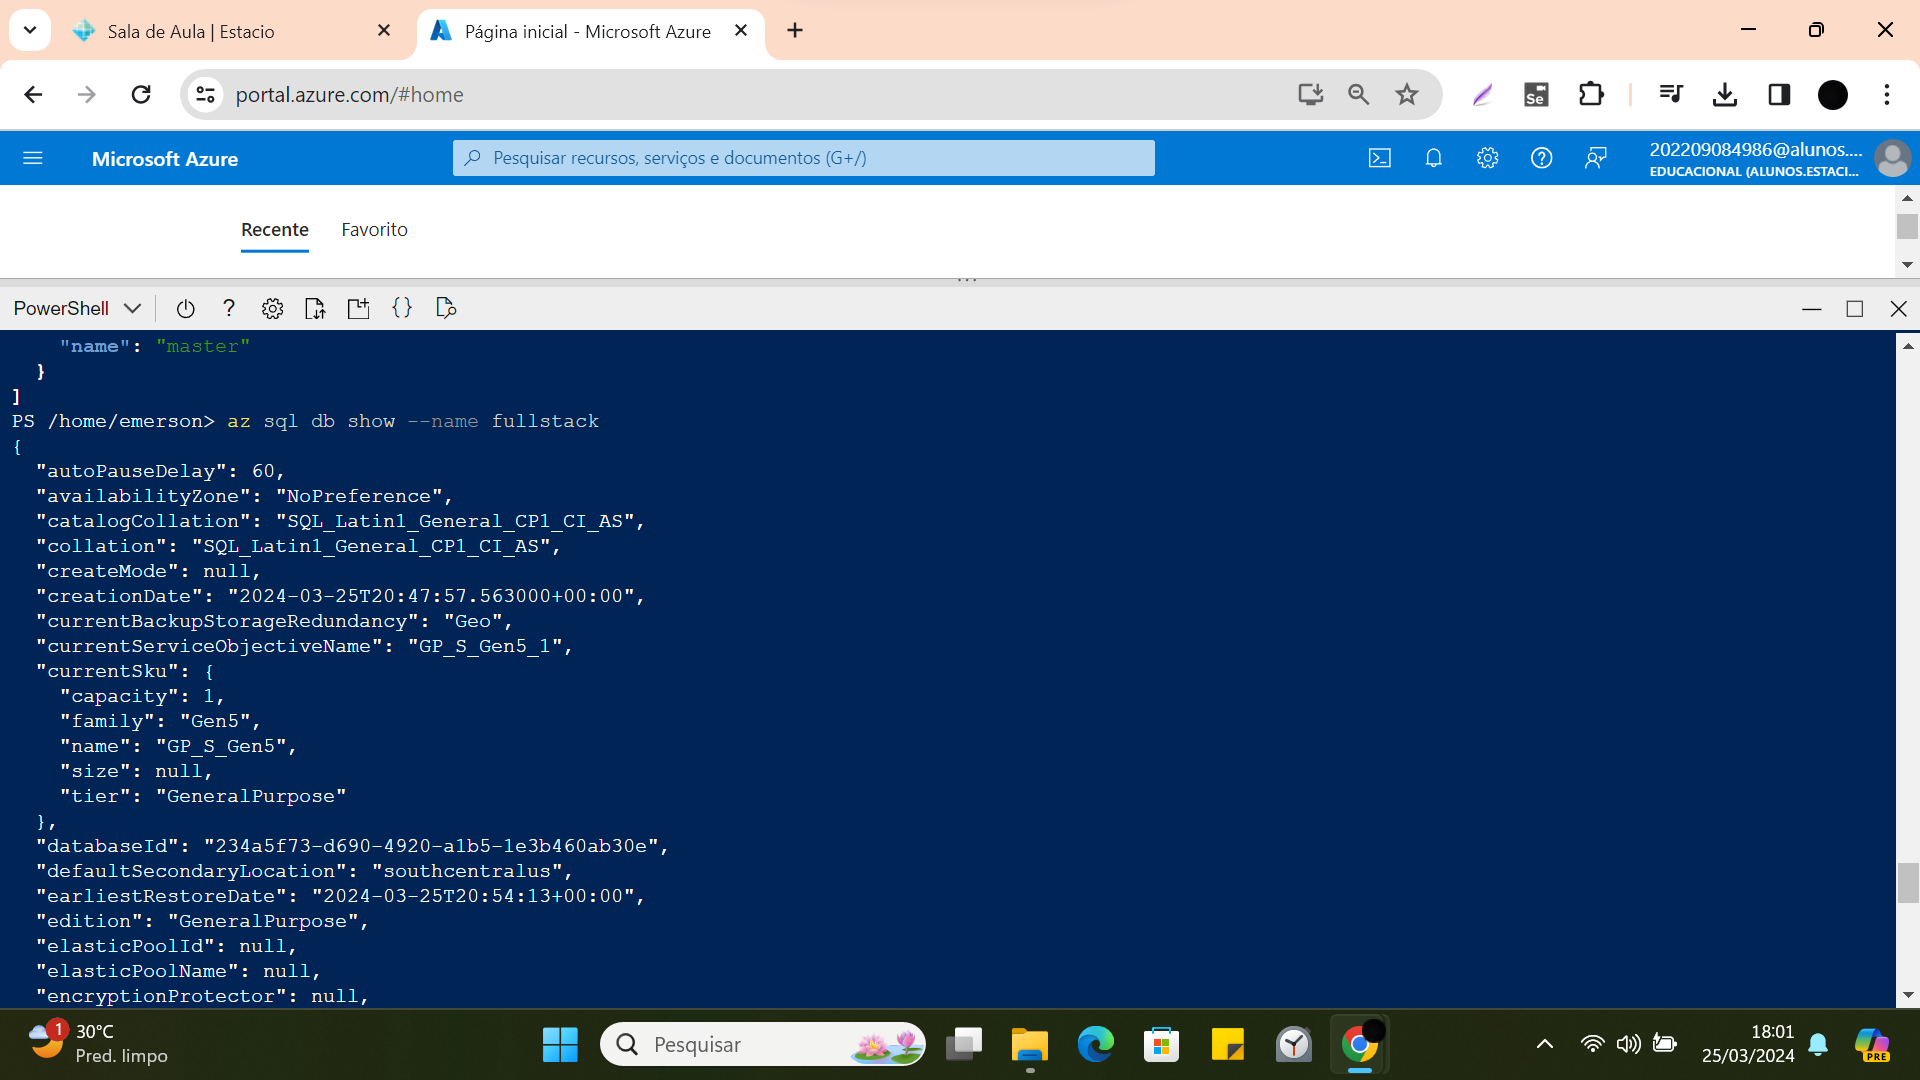 Sala de Aula | Estacio
Página inicial - Microsoft Azure
portal.azure.com/#home
Se
Microsoft Azure
Pesquisar recursos, serviços e documentos (G+/)
202209084986@alunos....
EDUCACIONAL (ALUNOS.ESTACI...
Recente
Favorito
PowerShell
"name": "master"
}
]
PS /home/emerson> az sql db show --name fullstack
{
"autoPauseDelay": 60,
"availabilityZone": "NoPreference",
"catalogCollation": "SQL_Latin1_General_CP1_CI_AS",
"collation": "SQL_Latin1_General_CP1_CI_AS",
"createMode": null,
"creationDate": "2024-03-25T20:47:57.563000+00:00",
"currentBackupStorageRedundancy": "Geo",
"currentServiceObjectiveName": "GP_S_Gen5_1",
"currentSku": {
"capacity": 1,
"family": "Gen5",
"name": "GP_S_Gen5",
"size": null,
"tier": "GeneralPurpose"
},
"databaseId": "234a5f73-d690-4920-a1b5-1e3b460ab30e",
"defaultSecondaryLocation": "southcentralus",
"earliestRestoreDate": "2024-03-25T20:54:13+00:00",
"edition": "GeneralPurpose",
"elasticPoolId": null,
"elasticPoolName": null,
"encryptionProtector": null,
1
30°C
Pred. limpo
Pesquisar
18:01
25/03/2024
PRE